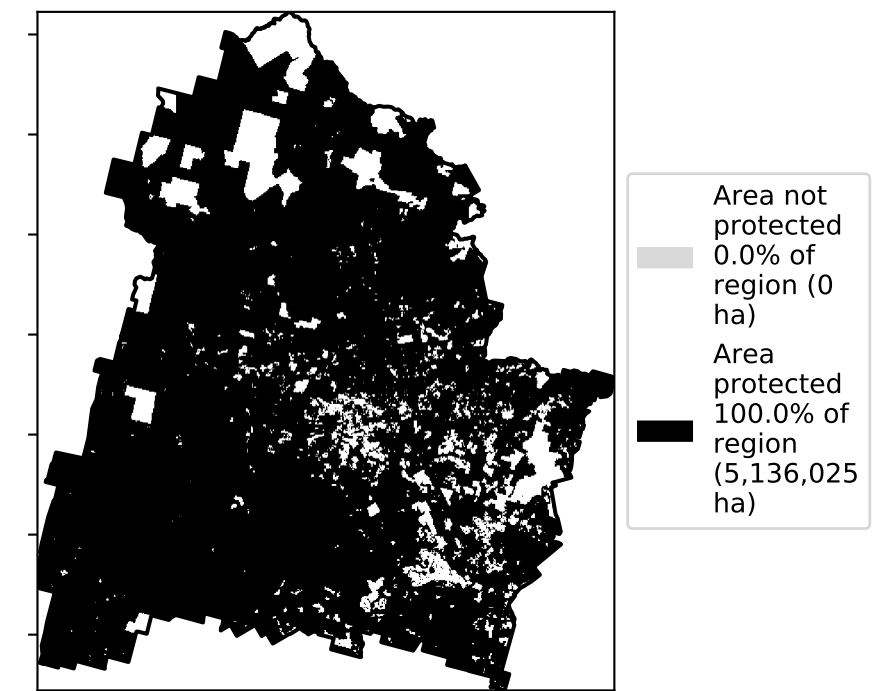 Area not
protected
0.0% of
region (0
ha)
Area
protected
100.0% of
region
(5,136,025
ha)